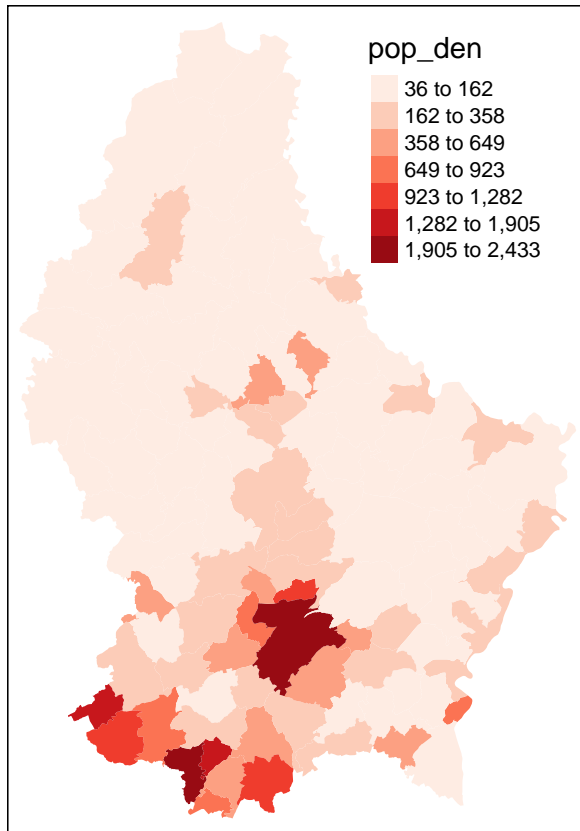 pop_den
36 to 162
162 to 358
358 to 649
649 to 923
923 to 1,282
1,282 to 1,905
1,905 to 2,433